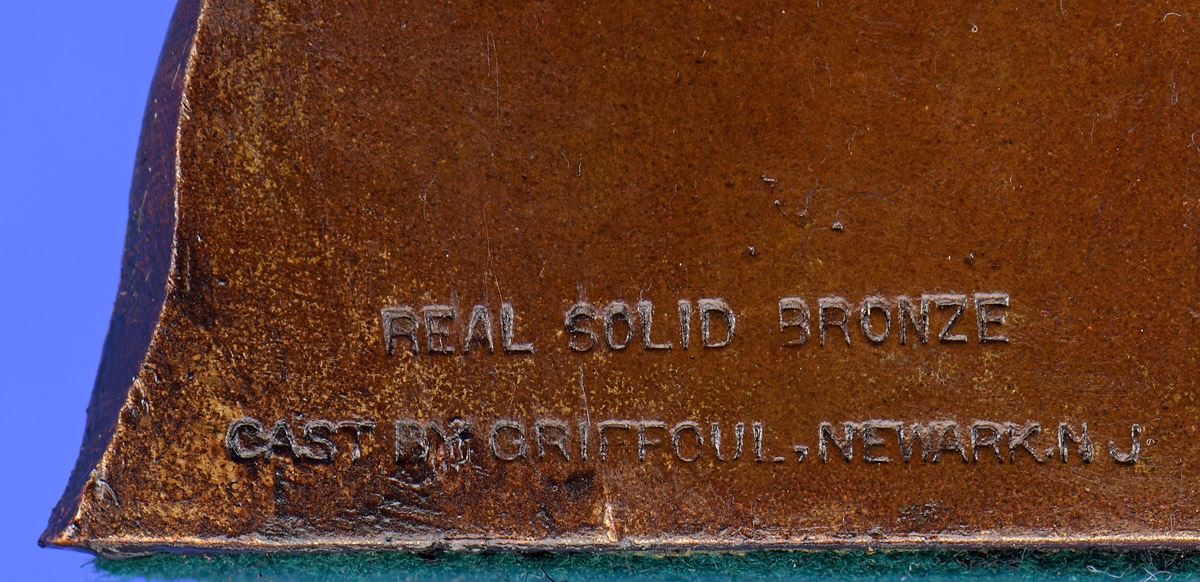 REAL SOLID BRONZE
CAST BY GRIFFOUL, NEWARK.N J